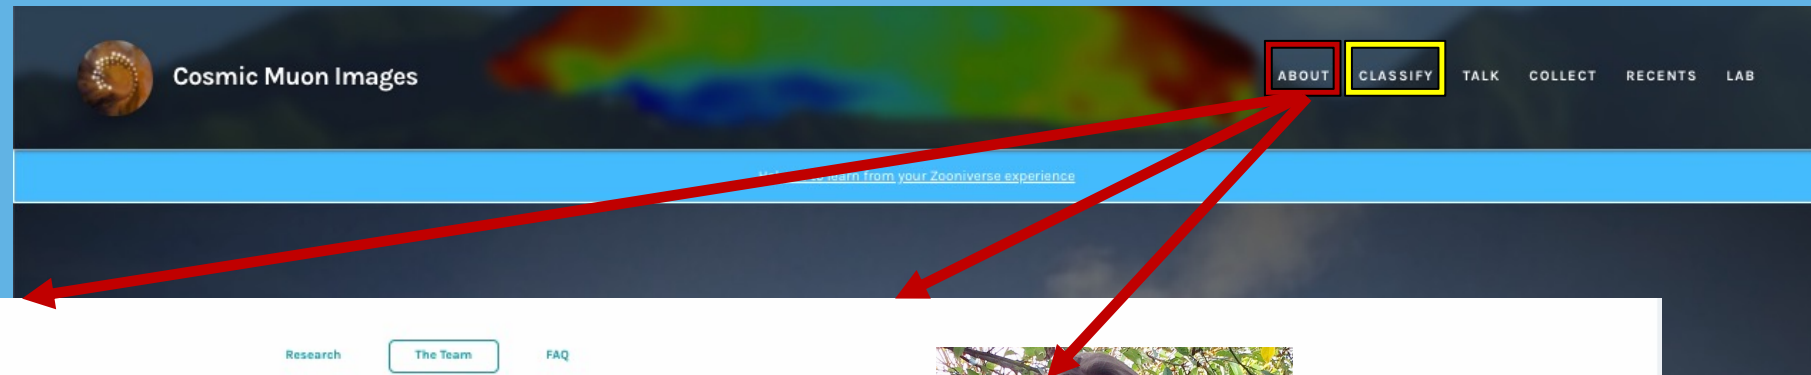 Cosmic Muon Images
ABOUT CLASSIFY TALK COLLECT RECENTS LAB
learn from your Zooniverse experience
Research The Team FAQ